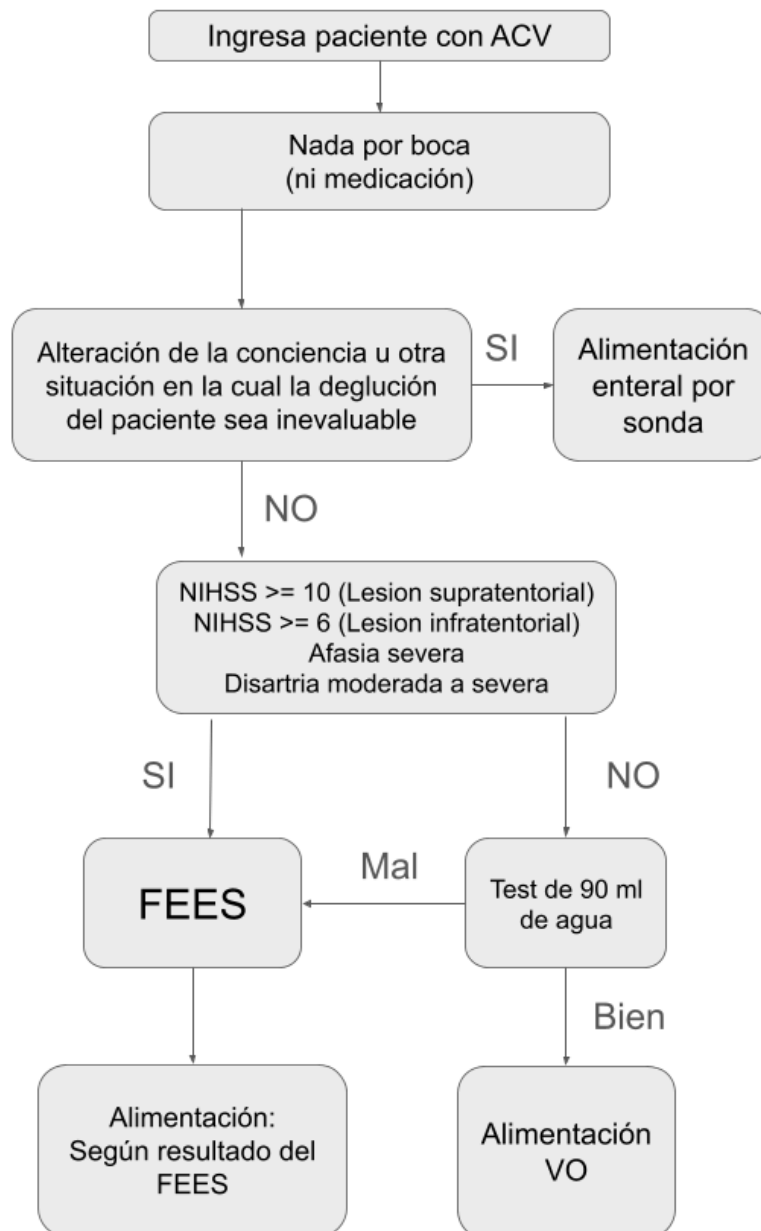 Ingresa paciente con ACV
Nada por boca
(ni medicación)
Alteración de la conciencia u otra
situación en la cual la deglución
del paciente sea inevaluable
SI
Alimentación
enteral por
sonda
NO
NIHSS >= 10 (Lesion supratentorial)
NIHSS >= 6 (Lesion infratentorial)
Afasia severa
Disartria moderada a severa
SI
NO
FEES
Mal
Test de 90 ml
de agua
Bien
Alimentación:
Según resultado del
FEES
Alimentación
VO